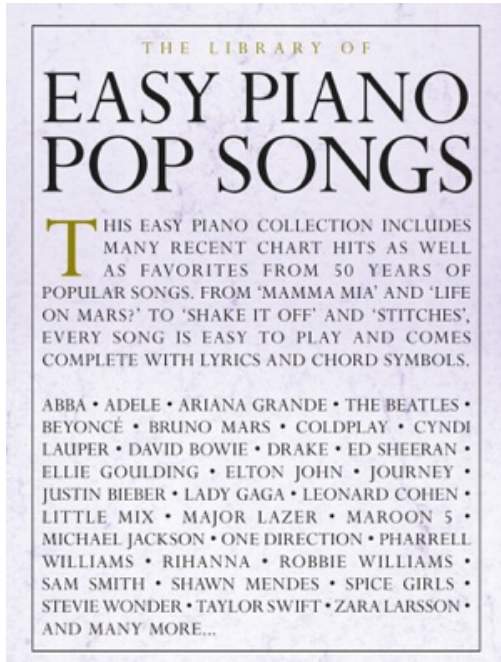 THE LIBRARY OF
EASY PIANO
POP SONGS
THIS EASY PIANO COLLECTION INCLUDES
MANY RECENT CHART HITS AS WELL
AS FAVORITES FROM 50 YEARS OF
POPULAR SONGS. FROM ‘MAMMA MIA’ AND ‘LIFE
ON MARS?’ TO ‘SHAKE IT OFF’ AND ‘STITCHES’,
EVERY SONG IS EASY TO PLAY AND COMES
COMPLETE WITH LYRICS AND CHORD SYMBOLS.
ABBA • ADELE • ARIANA GRANDE • THE BEATLES •
BEYONCÉ • BRUNO MARS • COLDPLAY • CYNDI
LAUPER • DAVID BOWIE • DRAKE • ED SHEERAN •
ELLIE GOULDING • ELTON JOHN • JOURNEY •
JUSTIN BIEBER • LADY GAGA • LEONARD COHEN •
LITTLE MIX • MAJOR LAZER • MAROON 5 •
MICHAEL JACKSON • ONE DIRECTION • PHARRELL
WILLIAMS • RIHANNA • ROBBIE WILLIAMS •
SAM SMITH • SHAWN MENDES • SPICE GIRLS •
STEVIE WONDER • TAYLOR SWIFT • ZARA LARSSON •
AND MANY MORE...